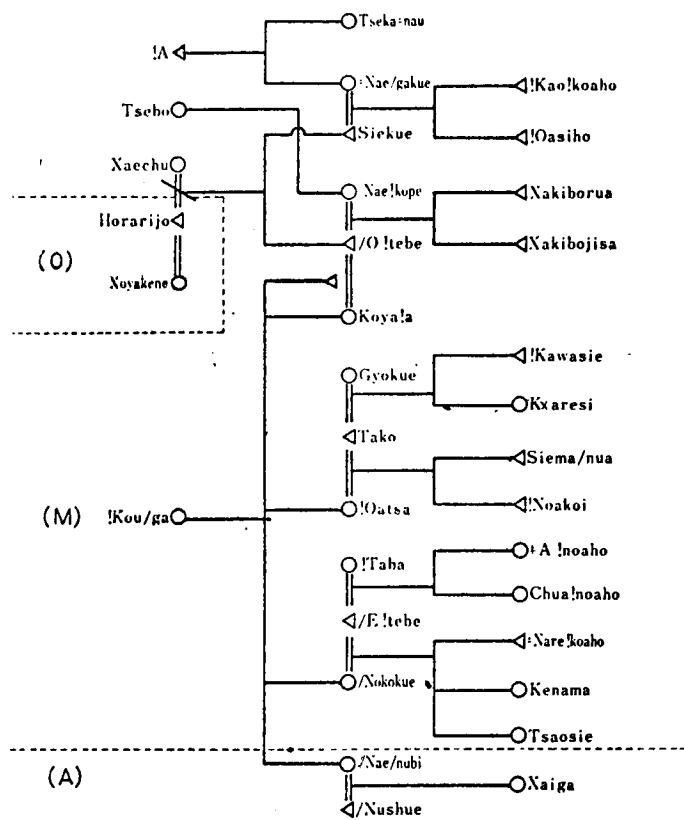 Tseka≠nau
!A
≠Nae/gakue
!Kao!koaho
Tsebo
Siekue
!Oasiho
Xaechu
Nae!kope
Xakiborua
Horarijo
/O!tebe
Xakibojisa
(O)
Xoyakene
Koya!a
Gyokue
!Kawasie
Kxaresi
Tako
Siema/nua
(M)
!Kou/ga
!Oatsa
!Noakoi
!Taba
≠A!noaho
Chua!noaho
/E!tebe
≠Nare!koaho
/Nokokue
Kenama
Tsaosie
(A)
/Nae/nubi
Xaiga
/Nushue